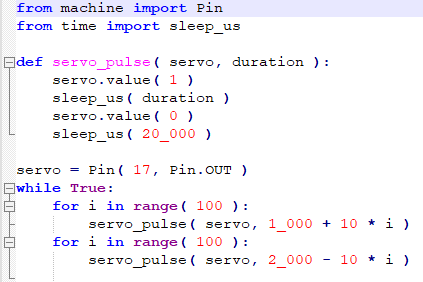 from machine import Pin
from time import sleep_us

def servo_pulse( servo, duration ):
    servo.value( 1 )
    sleep_us( duration )
    servo.value( 0 )
    sleep_us( 20_000 )

servo = Pin( 17, Pin.OUT )
while True:
    for i in range( 100 ):
        servo_pulse( servo, 1_000 + 10 * i )
    for i in range( 100 ):
        servo_pulse( servo, 2_000 - 10 * i )